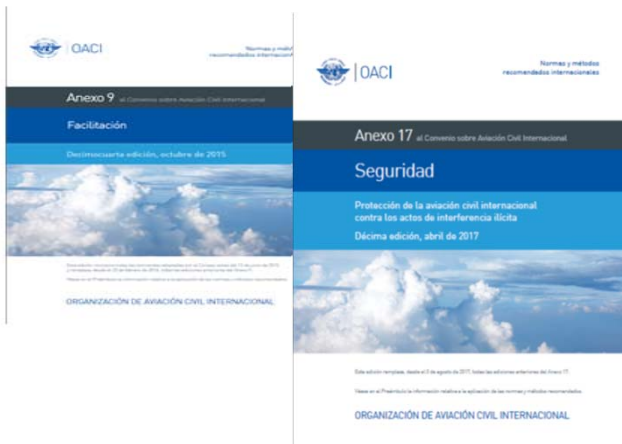 OACI
Normas y
recomendados
Anexo 9 al Convenio sobre Aviación Civil Internacional
Facilitación
Decimocuarta edición, octubre de 2015
ORGANIZACIÓN DE AVIACIÓN CIVIL INTERNACIONAL
OACI
Normas y métodos
recomendados internacionales
Anexo 17 al Convenio sobre Aviación Civil Internacional
Seguridad
Protección de la aviación civil internacional
contra los actos de interferencia ilícita
Décima edición, abril de 2017
Esta edición remplaza, desde el 3 de agosto de 2017, todas las ediciones anteriores del Anexo 17.
Véase en el Preámbulo la información relativa a la aplicación de las normas y métodos recomendados.
ORGANIZACIÓN DE AVIACIÓN CIVIL INTERNACIONAL